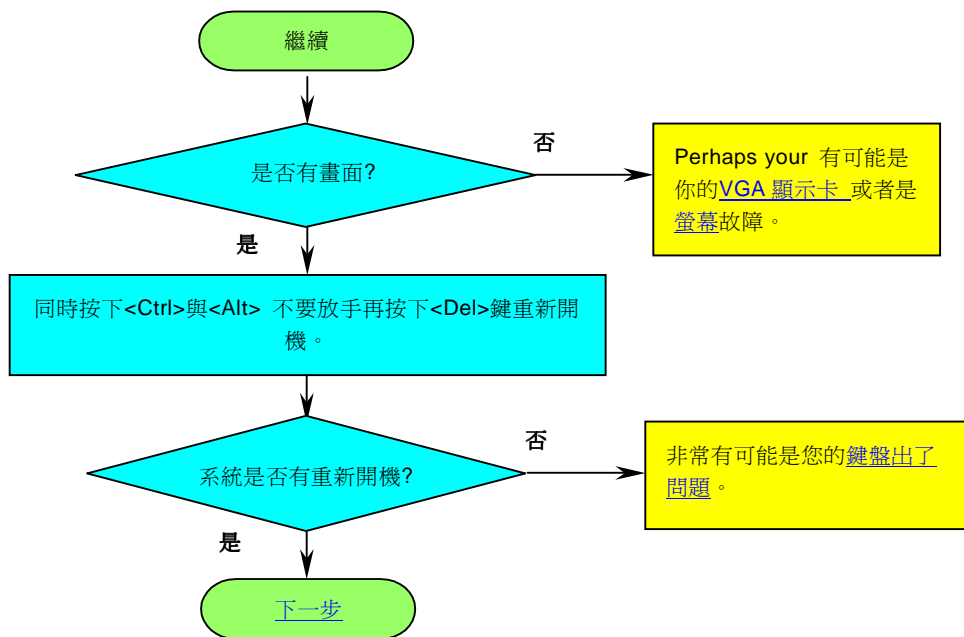 繼續
是否有畫面?
否
Perhaps your 有可能是
你的VGA 顯示卡 或者是
螢幕故障。
是
同時按下<Ctrl>與<Alt> 不要放手再按下<Del>鍵重新開
機。
系統是否有重新開機?
否
非常有可能是您的鍵盤出了
問題。
是
下一步